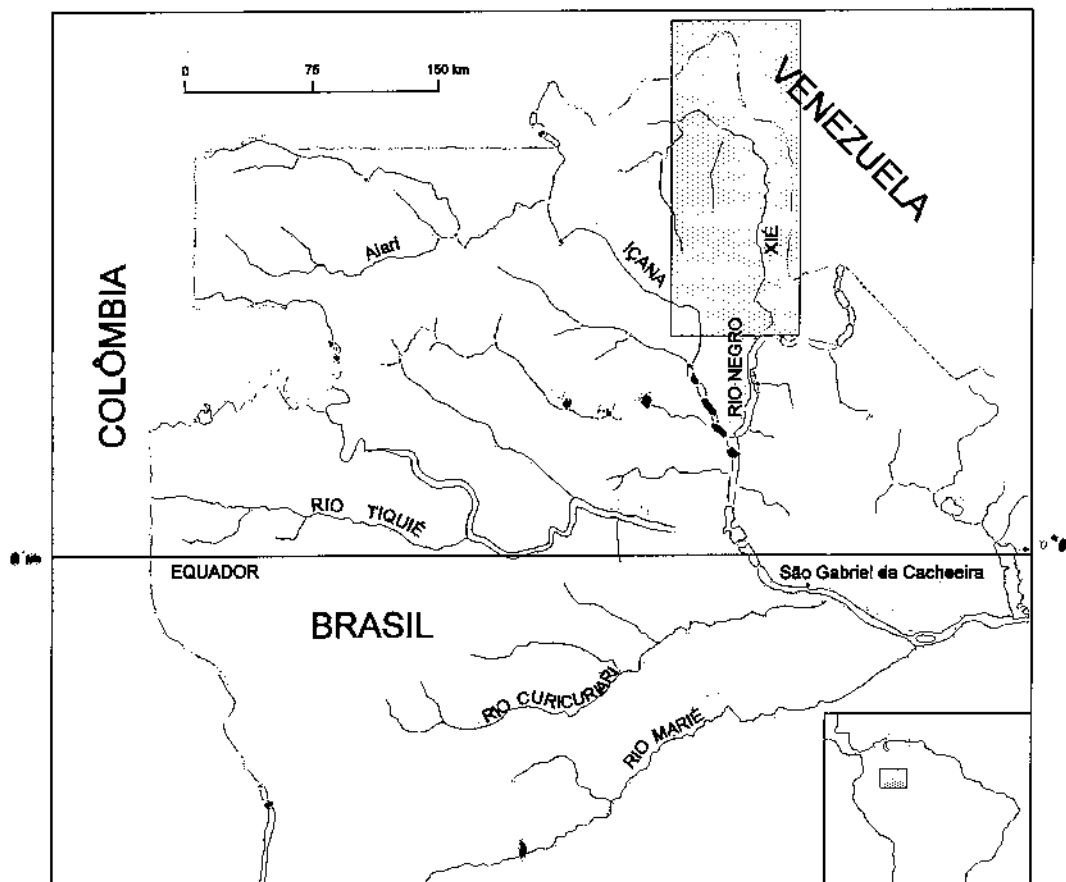 0 75 150 km
VENEZUELA
Aiari
IÇANA
XIÉ
COLÔMBIA
RIO NEGRO
RIO TIQUIÉ
EQUADOR
São Gabriel da Cachoeira
BRASIL
RIO CURICURIARI
RIO MARIÉ